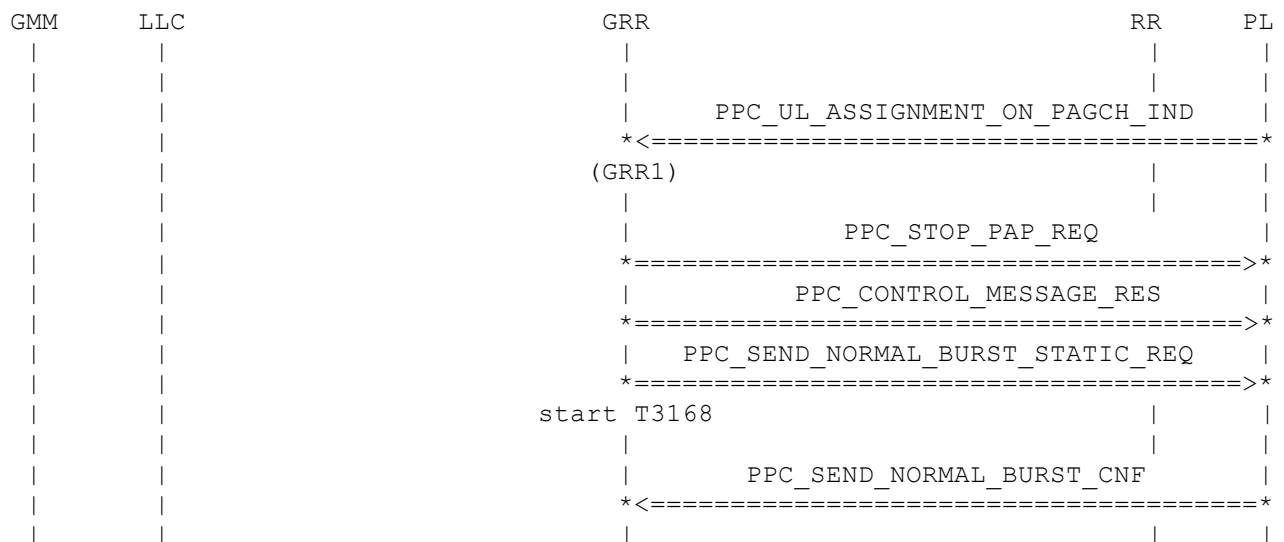 GMM LLC GRR RR PL
| | | | |
| | | | |
| | | PPC_UL_ASSIGNMENT_ON_PAGCH_IND |
| | *<======================================*
| | (GRR1) | |
| | | | |
| | | PPC_STOP_PAP_REQ |
| | *======================================>*
| | | PPC_CONTROL_MESSAGE_RES |
| | *======================================>*
| | | PPC_SEND_NORMAL_BURST_STATIC_REQ |
| | *======================================>*
| | start T3168 | |
| | | | |
| | | PPC_SEND_NORMAL_BURST_CNF |
| | *<======================================*
| | | | |